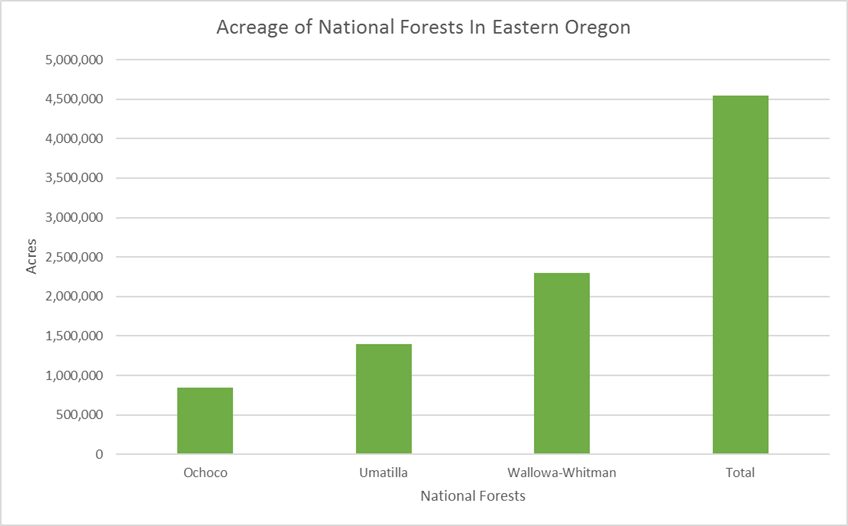 Acreage of National Forests In Eastern Oregon
5,000,000
4,500,000
4,000,000
3,500,000
3,000,000
2,500,000
2,000,000
1,500,000
1,000,000
500,000
0
Acres
Ochoco
Umatilla
Wallowa-Whitman
Total
National Forests